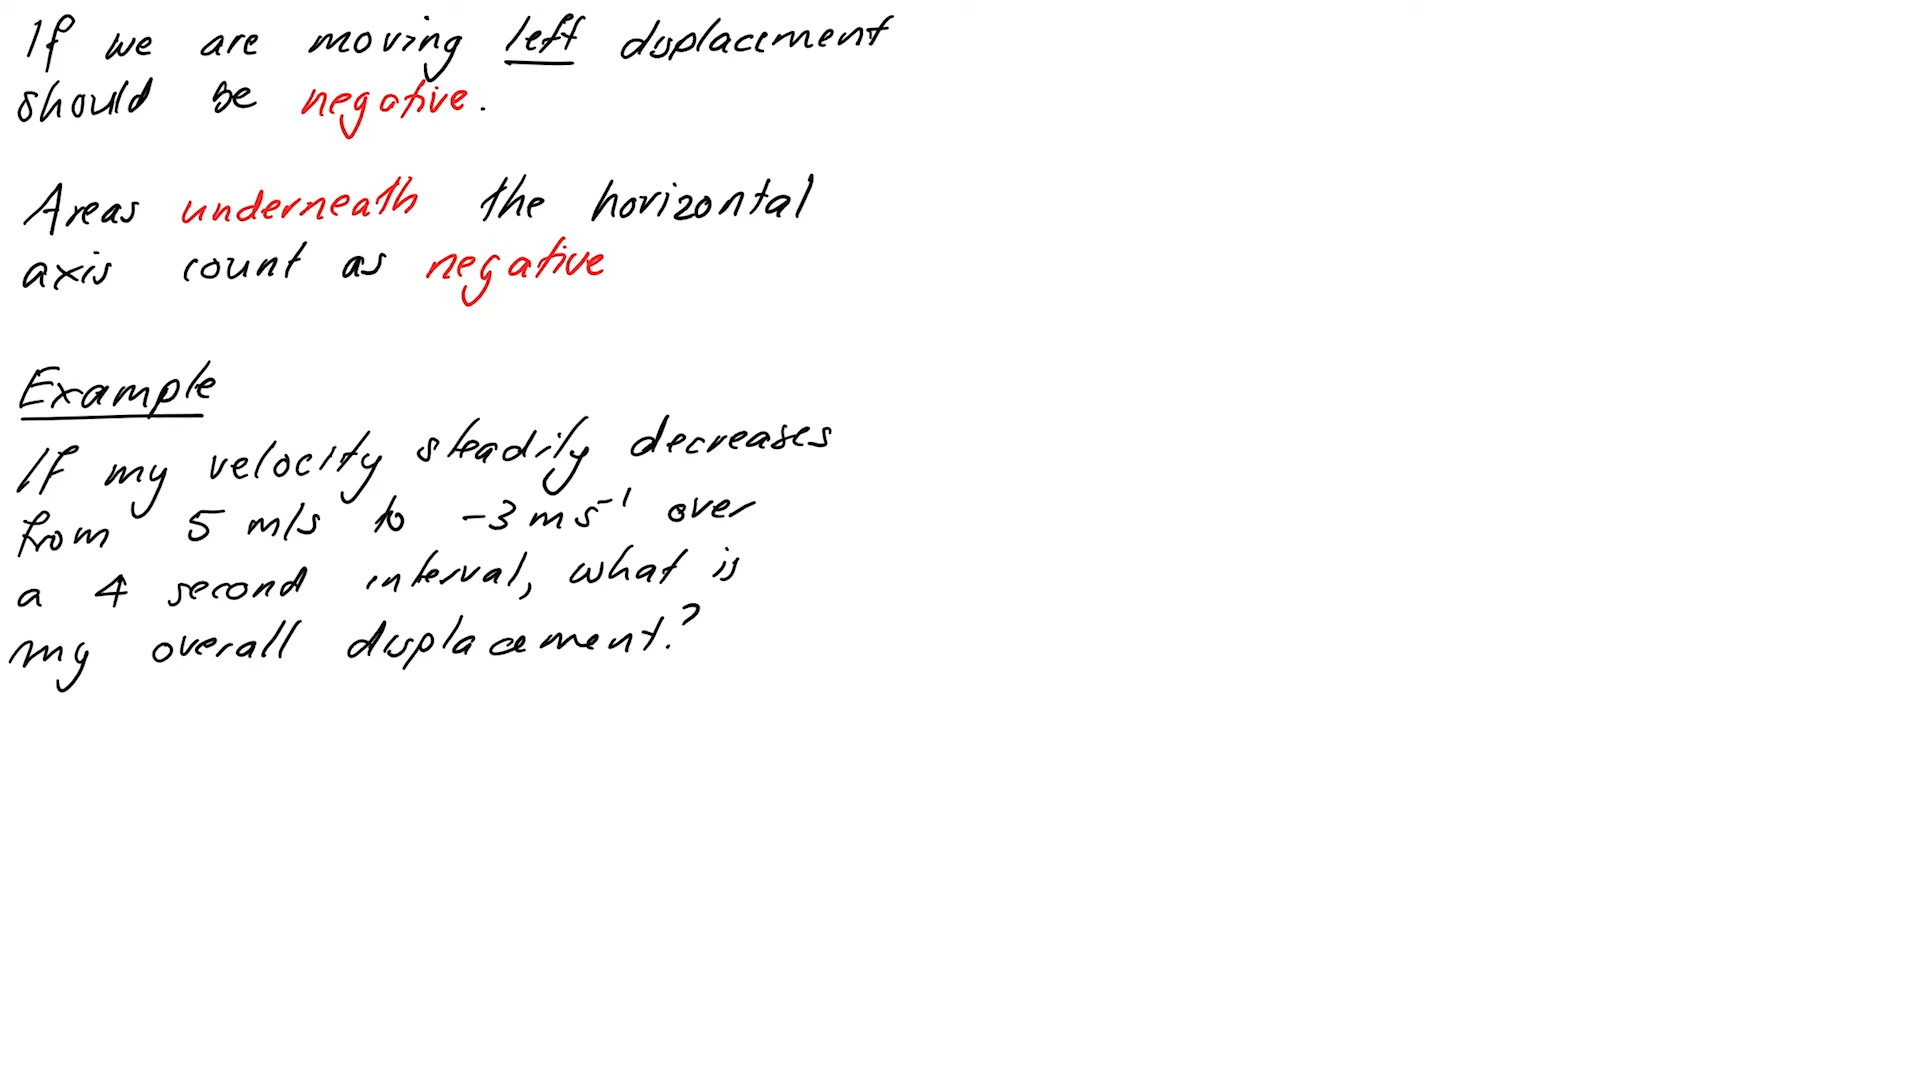 If we are moving left displacement
should be negative.
Areas underneath the horizontal
axis count as negative
Example
If my velocity steadily decreases
from 5 m/s to -3 ms⁻¹ over
a 4 second interval, what is
my overall displacement?